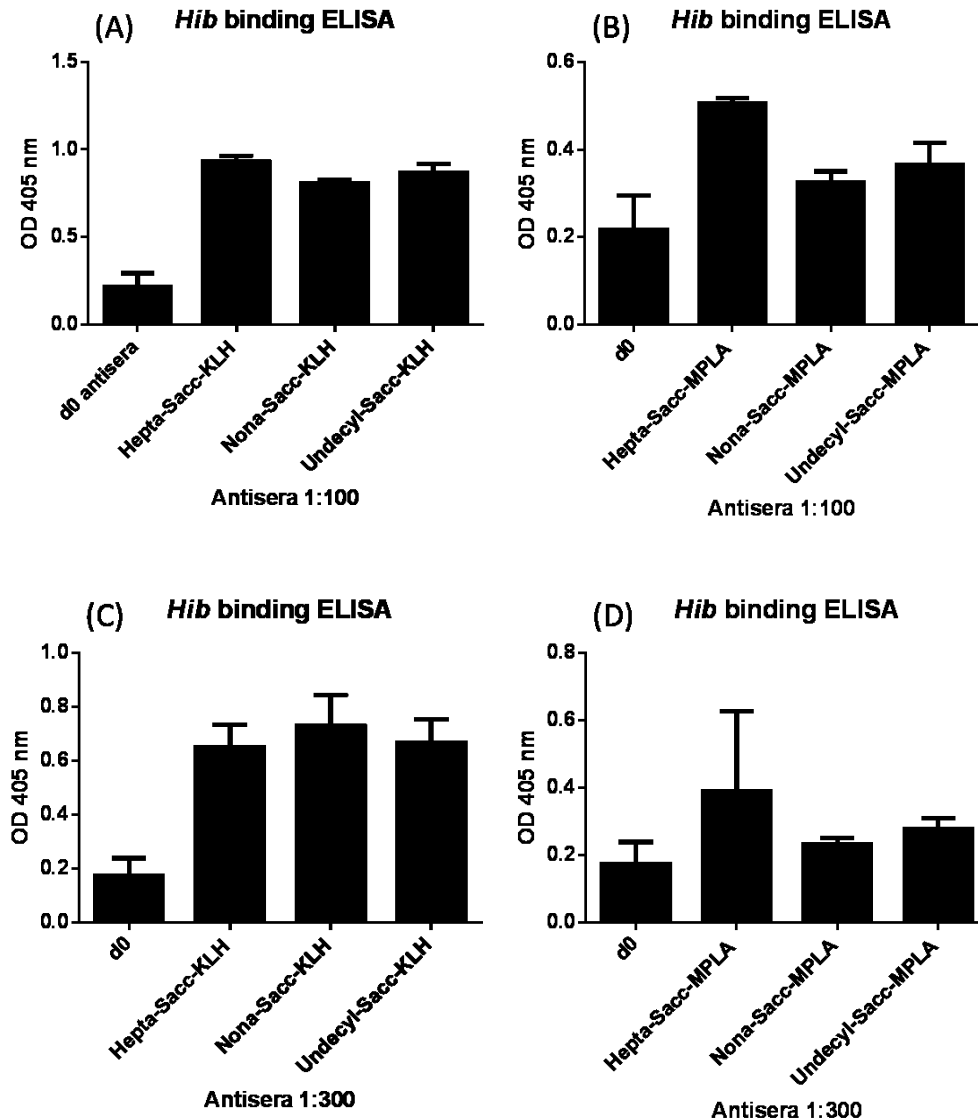 (A) Hib binding ELISA
OD 405 nm
1.5
1.0
0.5
0.0
d0 antisera
Hepta-Sacc-KLH
Nona-Sacc-KLH
Undecyl-Sacc-KLH
Antisera 1:100
(B) Hib binding ELISA
OD 405 nm
0.6
0.4
0.2
0.0
d0
Hepta-Sacc-MPLA
Nona-Sacc-MPLA
Undecyl-Sacc-MPLA
Antisera 1:100
(C) Hib binding ELISA
OD 405 nm
1.0
0.8
0.6
0.4
0.2
0.0
d0
Hepta-Sacc-KLH
Nona-Sacc-KLH
Undecyl-Sacc-KLH
Antisera 1:300
(D) Hib binding ELISA
OD 405 nm
0.8
0.6
0.4
0.2
0.0
d0
Hepta-Sacc-MPLA
Nona-Sacc-MPLA
Undecyl-Sacc-MPLA
Antisera 1:300